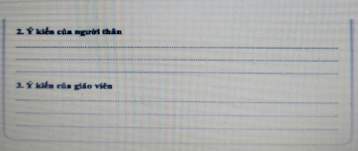 2. Ý kiến của người thân
3. Ý kiến của giáo viên